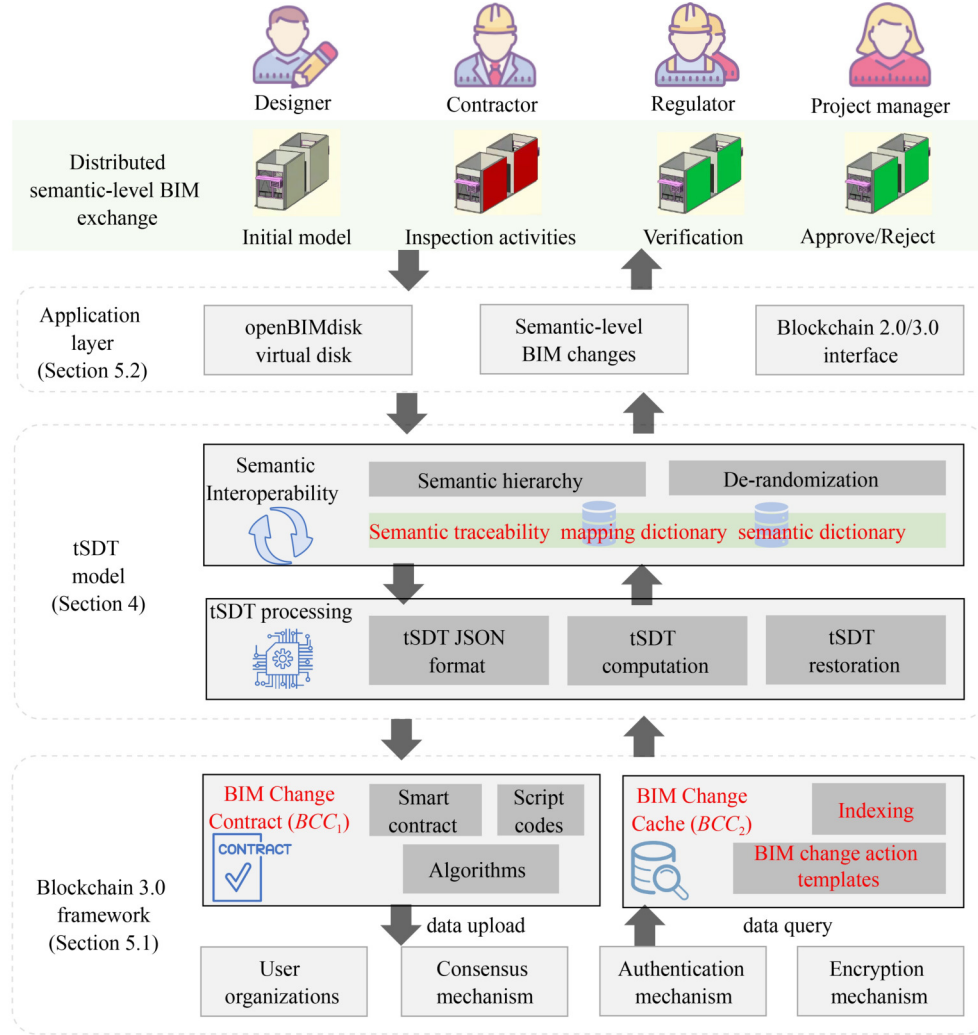 Designer
Contractor
Regulator
Project manager
Distributed
semantic-level BIM
exchange
Initial model
Inspection activities
Verification
Approve/Reject
Application
layer
(Section 5.2)
openBIMdisk
virtual disk
Semantic-level
BIM changes
Blockchain 2.0/3.0
interface
tSDT
model
(Section 4)
Semantic
Interoperability
Semantic hierarchy
De-randomization
Semantic traceability mapping dictionary semantic dictionary
tSDT processing
tSDT JSON
format
tSDT
computation
tSDT
restoration
Blockchain 3.0
framework
(Section 5.1)
BIM Change
Contract (BCC₁)
CONTRACT
Smart
contract
Script
codes
Algorithms
BIM Change
Cache (BCC₂)
Indexing
BIM change action
templates
data upload
data query
User
organizations
Consensus
mechanism
Authentication
mechanism
Encryption
mechanism